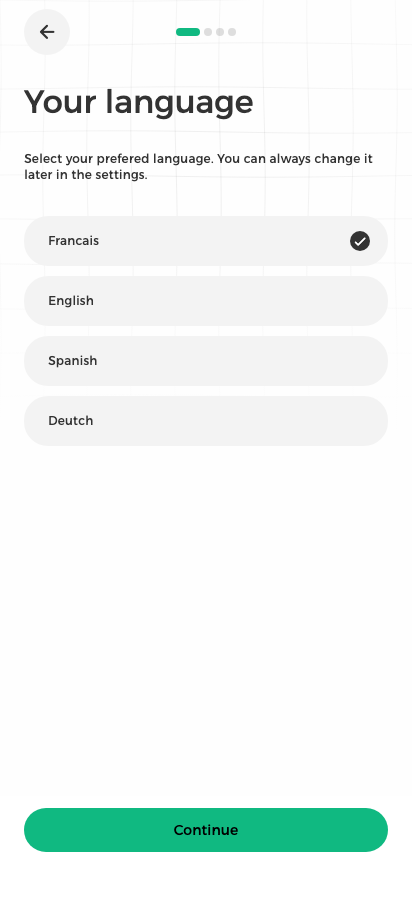 Your language
Select your prefered language. You can always change it
later in the settings.
Francais
English
Spanish
Deutch
Continue